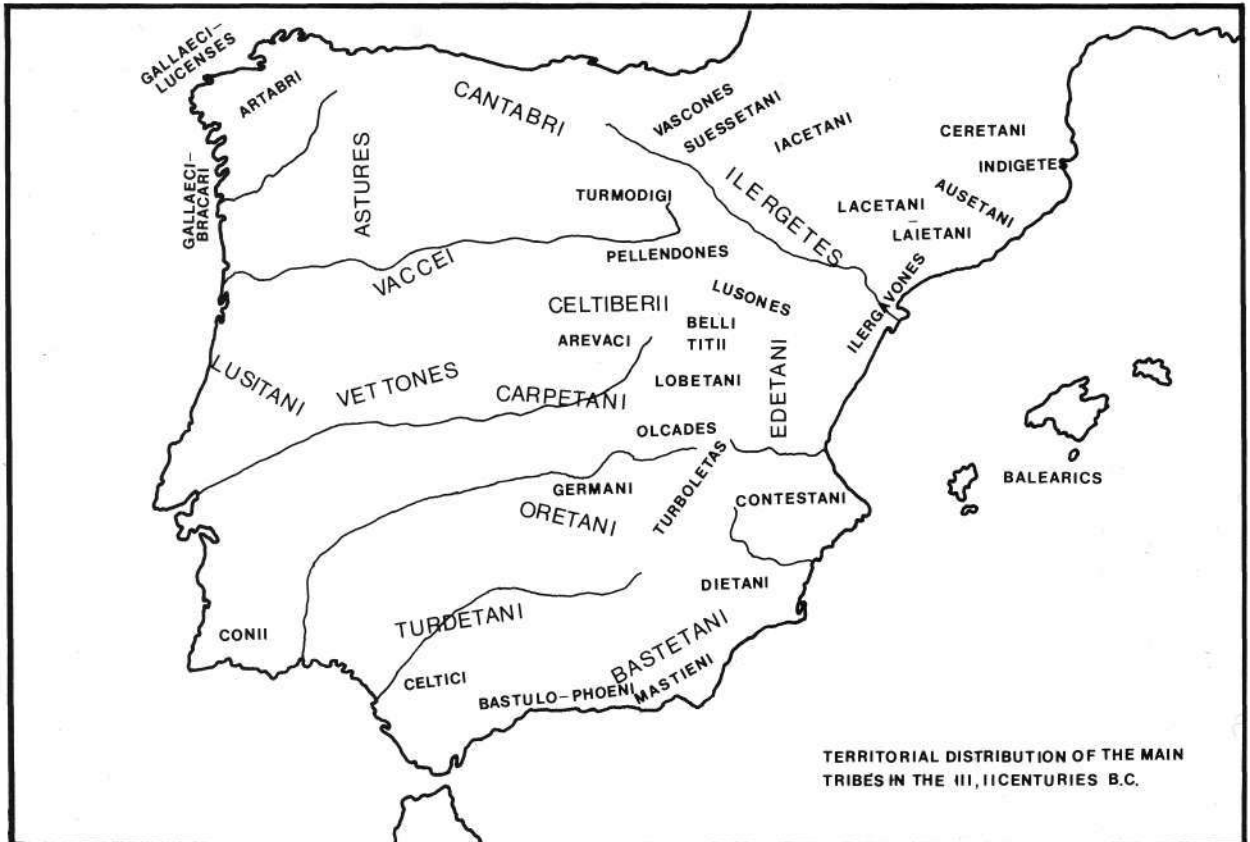 GALLAECI–
LUCENSES
ARTABRI
CANTABRI
VASCONES
SUESSETANI
IACETANI
CERETANI
INDIGETES
GALLAECI–
BRACARI
ASTURES
TURMODIGI
ILERGETES
AUSETANI
LACETANI
LAIETANI
VACCEI
PELLENDONES
CELTIBERII
LUSONES
ILERGAVONES
AREVACI
BELLI
TITII
LUSITANI
VETTONES
CARPETANI
LOBETANI
EDETANI
OLCADES
BALEARICS
GERMANI
ORETANI
TURBOLETAS
CONTESTANI
DIETANI
CONII
TURDETANI
BASTETANI
CELTICI
BASTULO–PHOENI
MASTIENI
TERRITORIAL DISTRIBUTION OF THE MAIN
TRIBES IN THE III, II CENTURIES B.C.